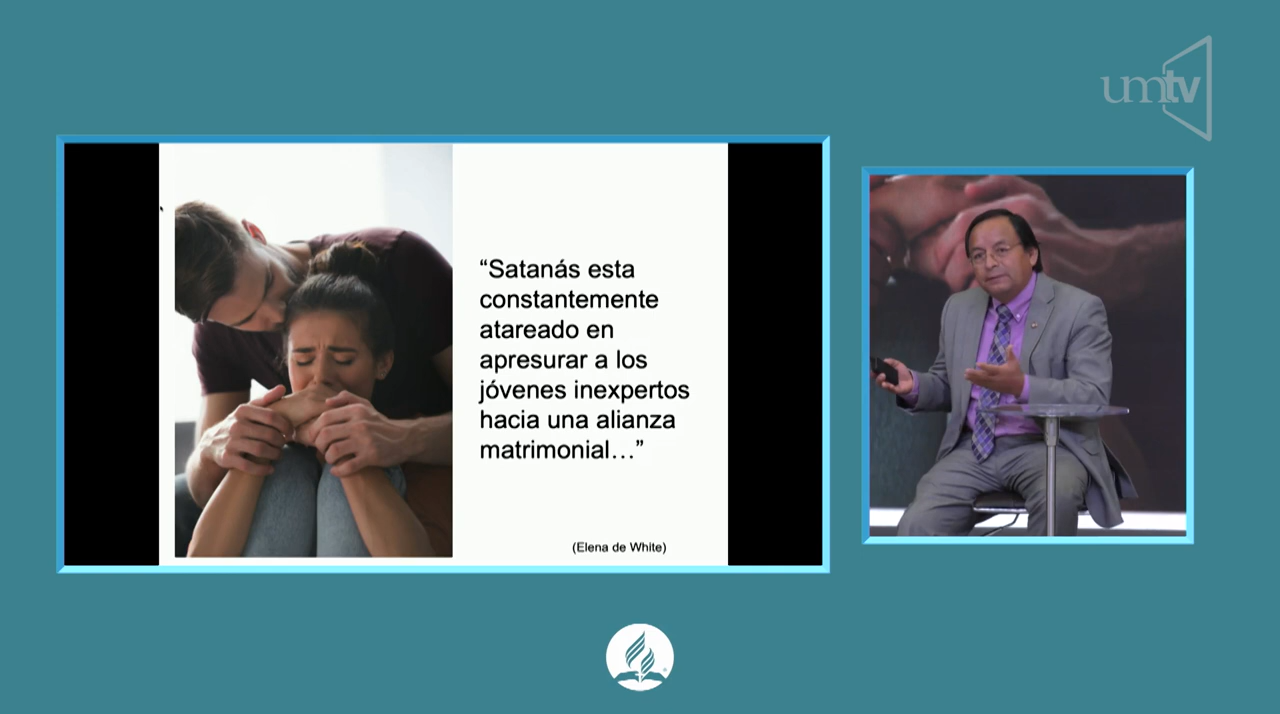 umtv
“Satanás esta
constantemente
atareado en
apresurar a los
jóvenes inexpertos
hacia una alianza
matrimonial…”
(Elena de White)